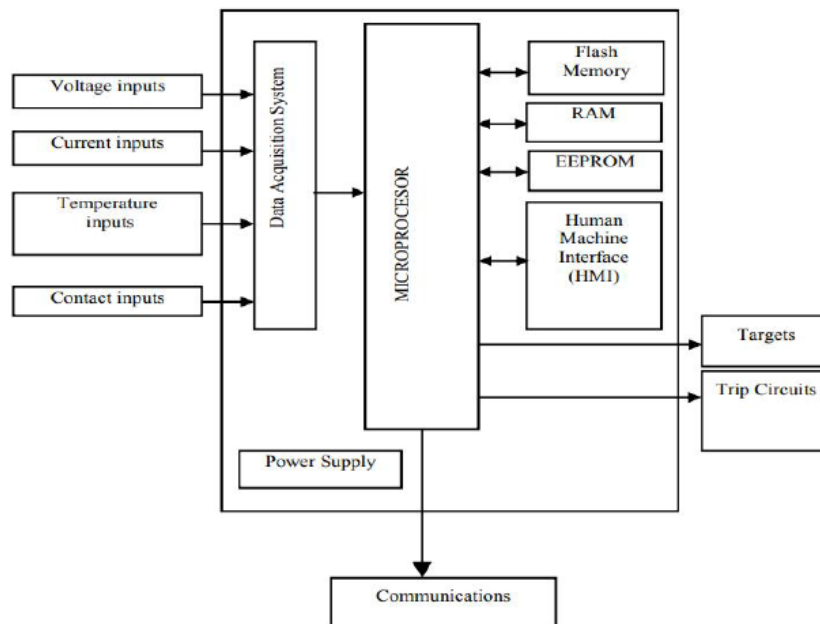 Voltage inputs
Current inputs
Temperature
inputs
Contact inputs
Data Acquisition System
MICROPROCESOR
Flash
Memory
RAM
EEPROM
Human
Machine
Interface
(HMI)
Targets
Trip Circuits
Power Supply
Communications